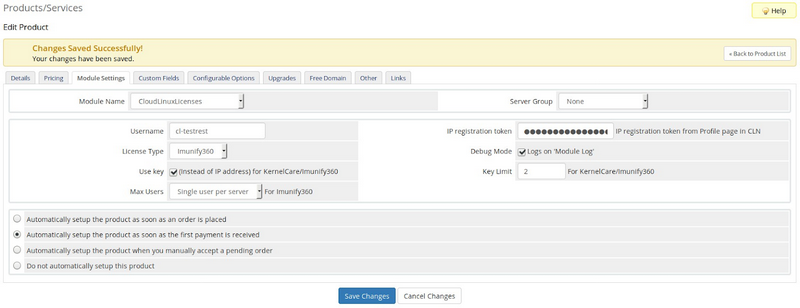 Products/Services
Help
Edit Product
Changes Saved Successfully!
Your changes have been saved.
« Back to Product List
Details Pricing Module Settings Custom Fields Configurable Options Upgrades Free Domain Other Links
Module Name CloudLinuxLicenses Server Group None
Username cl-testrest IP registration token ●●●●●●●●●●●●●●● IP registration token from Profile page in CLN
License Type Imunify360 Debug Mode Logs on 'Module Log'
Use key (Instead of IP address) for KernelCare/Imunify360 Key Limit 2 For KernelCare/Imunify360
Max Users Single user per server For Imunify360
Automatically setup the product as soon as an order is placed
Automatically setup the product as soon as the first payment is received
Automatically setup the product when you manually accept a pending order
Do not automatically setup this product
Save Changes Cancel Changes